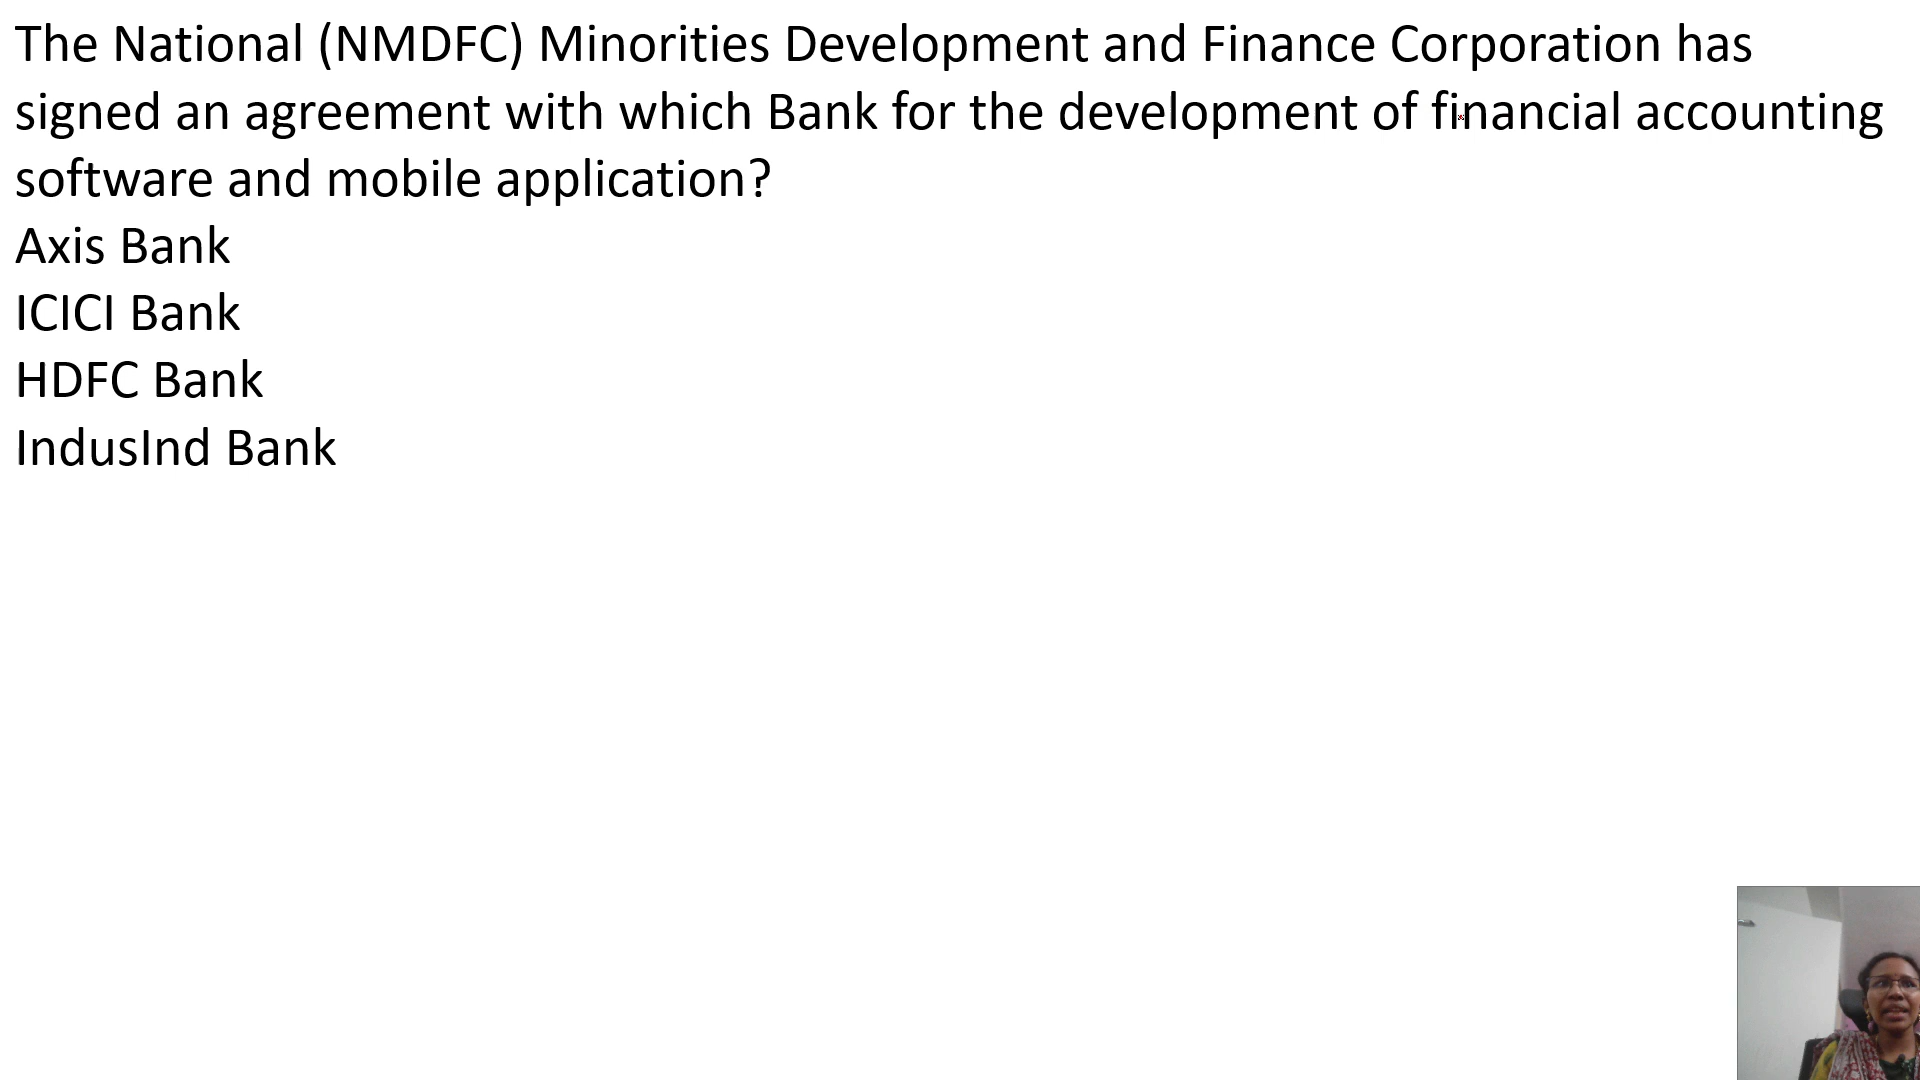 The National (NMDFC) Minorities Development and Finance Corporation has
signed an agreement with which Bank for the development of financial accounting
software and mobile application?
Axis Bank
ICICI Bank
HDFC Bank
IndusInd Bank